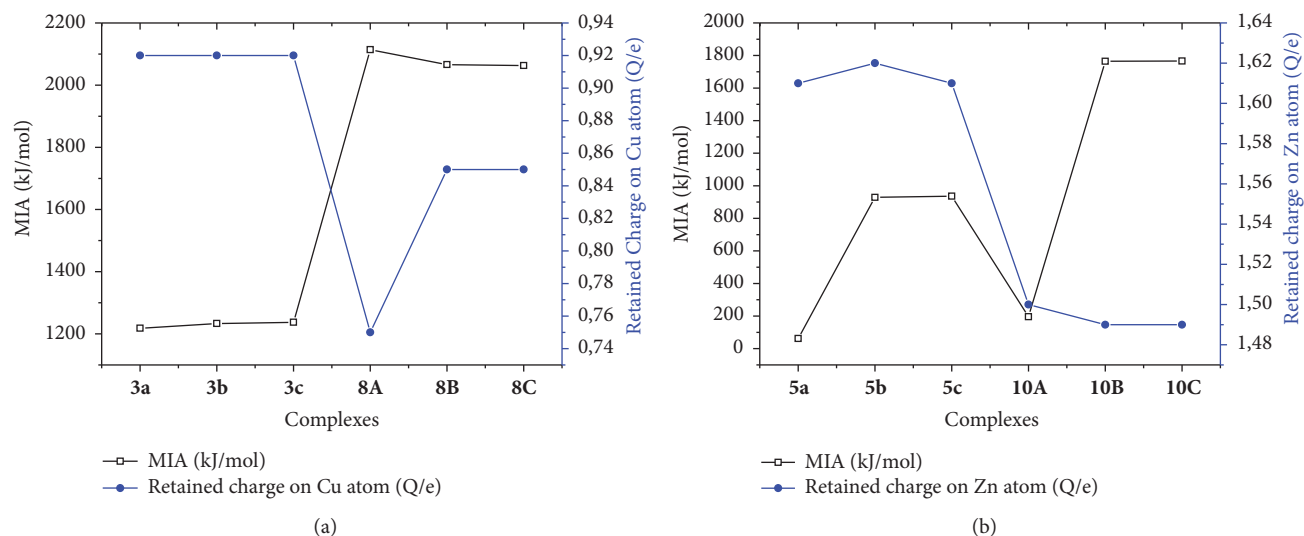 2200
2100
2000
1800
1600
1400
1200
MIA (kJ/mol)
0,94
0,92
0,90
0,88
0,86
0,84
0,82
0,80
0,78
0,76
0,74
Retained Charge on Cu atom (Q/e)
3a 3b 3c 8A 8B 8C
Complexes
MIA (kJ/mol)
Retained charge on Cu atom (Q/e)
(a)
2000
1800
1600
1400
1200
1000
800
600
400
200
0
MIA (kJ/mol)
1,64
1,62
1,60
1,58
1,56
1,54
1,52
1,50
1,48
Retained charge on Zn atom (Q/e)
5a 5b 5c 10A 10B 10C
Complexes
MIA (kJ/mol)
Retained charge on Zn atom (Q/e)
(b)